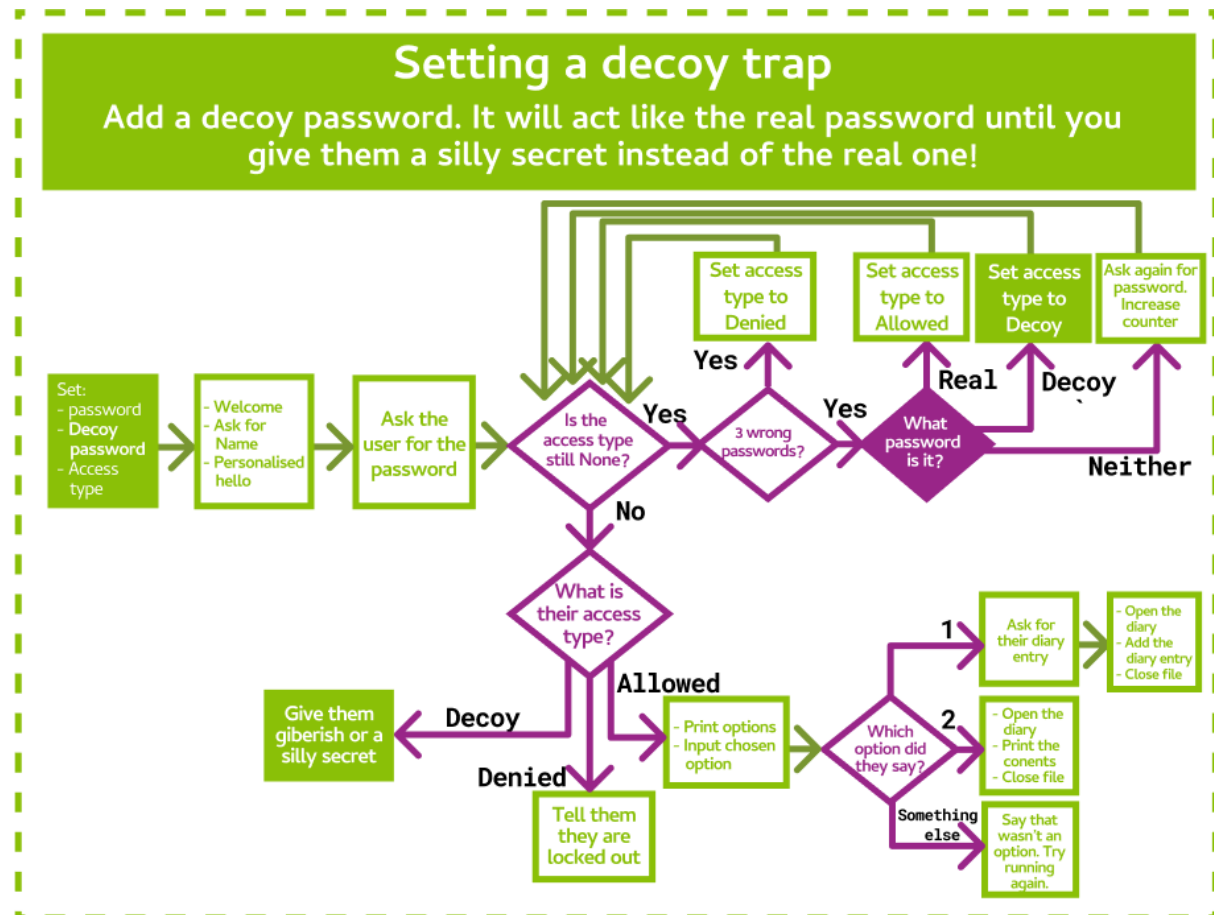 Setting a decoy trap
Add a decoy password. It will act like the real password until you
give them a silly secret instead of the real one!
Set:
- password
- Decoy
password
- Access
type
- Welcome
- Ask for
Name
- Personalised
hello
Ask the
user for the
password
Is the
access type
still None?
Yes
3 wrong
passwords?
Yes
Set access
type to
Denied
Yes
What
password
is it?
Real
Set access
type to
Allowed
Decoy
`
Set access
type to
Decoy
Neither
Ask again for
password.
Increase
counter
No
What is
their access
type?
Decoy
Give them
giberish or a
silly secret
Denied
Tell them
they are
locked out
Allowed
- Print options
- Input chosen
option
Which
option did
they say?
1
Ask for
their diary
entry
- Open the
diary
- Add the
diary entry
- Close file
2
- Open the
diary
- Print the
conents
- Close file
Something
else
Say that
wasn't an
option. Try
running
again.